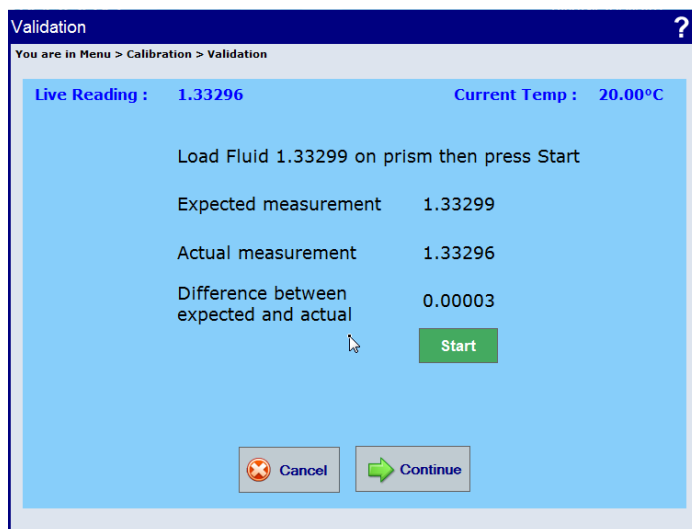 Validation ?
You are in Menu > Calibration > Validation
Live Reading : 1.33296 Current Temp : 20.00ºC
Load Fluid 1.33299 on prism then press Start
Expected measurement 1.33299
Actual measurement 1.33296
Difference between
expected and actual 0.00003
Start
Cancel Continue